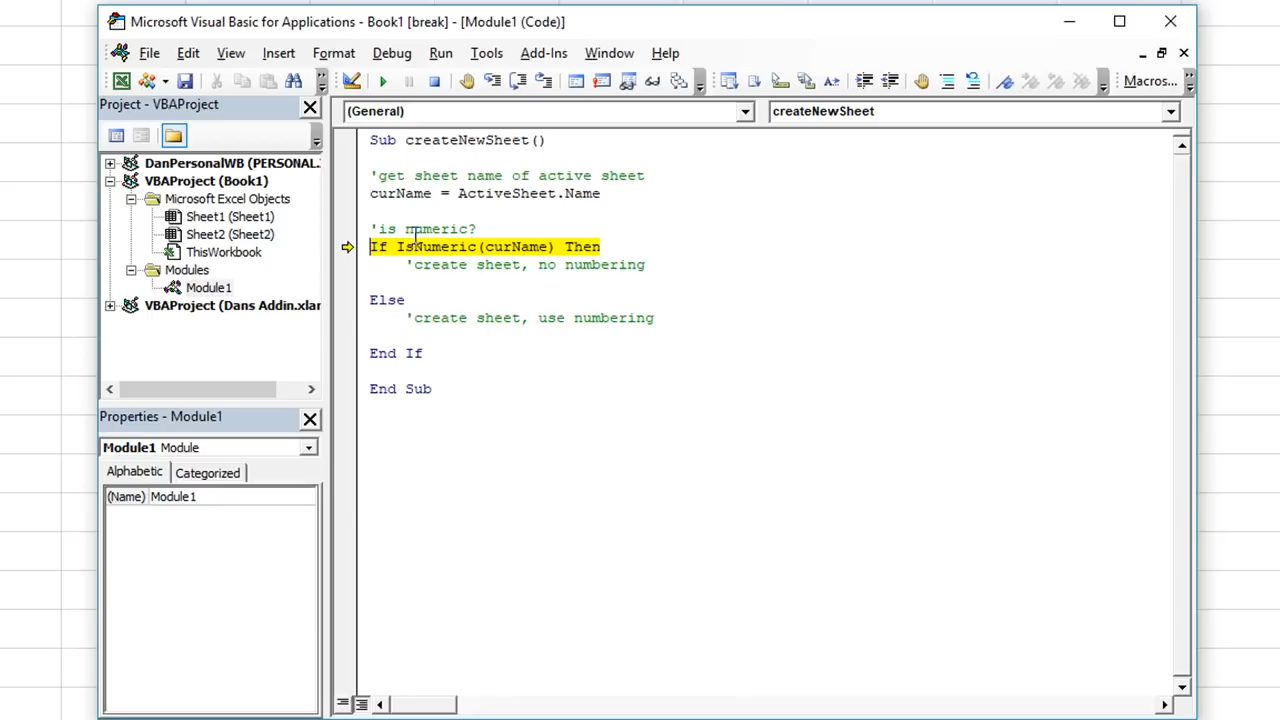 Microsoft Visual Basic for Applications - Book1 [break] - [Module1 (Code)]
File Edit View Insert Format Debug Run Tools Add-Ins Window Help
Macros...
Project - VBAProject
(General)
createNewSheet
DanPersonalWB (PERSONAL.
VBAProject (Book1)
Microsoft Excel Objects
Sheet1 (Sheet1)
Sheet2 (Sheet2)
ThisWorkbook
Modules
Module1
VBAProject (Dans Addin.xlar
Sub createNewSheet()
'get sheet name of active sheet
curName = ActiveSheet.Name
'is numeric?
If IsNumeric(curName) Then
'create sheet, no numbering
Else
'create sheet, use numbering
End If
End Sub
Properties - Module1
Module1 Module
Alphabetic Categorized
(Name) Module1